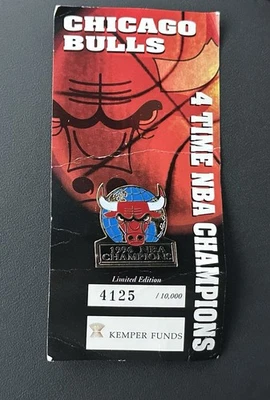 CHICAGO
BULLS
4 TIME NBA CHAMPIONS
1996 NBA
CHAMPIONS
Limited Edition
4125 /10,000
KEMPER FUNDS